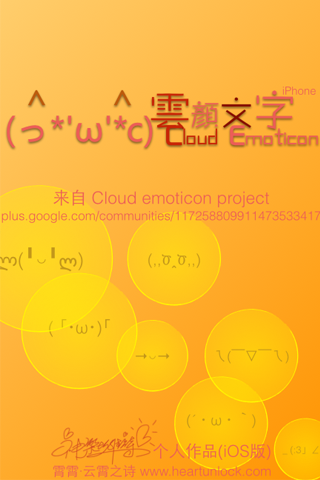 iPhone
(っ*'ω'*c) 雲顏文字
Cloud Emoticon
来自 Cloud emoticon project
plus.google.com/communities/117258809911473533417
ლ(╹◡╹ლ)
(,,ಠ_ಠ,,)
(「・ω・)「
→◡→
╮(￣▽￣)╮
(´・ω・｀)
个人作品(iOS版)
霄霄·云霄之诗 www.heartunlock.com